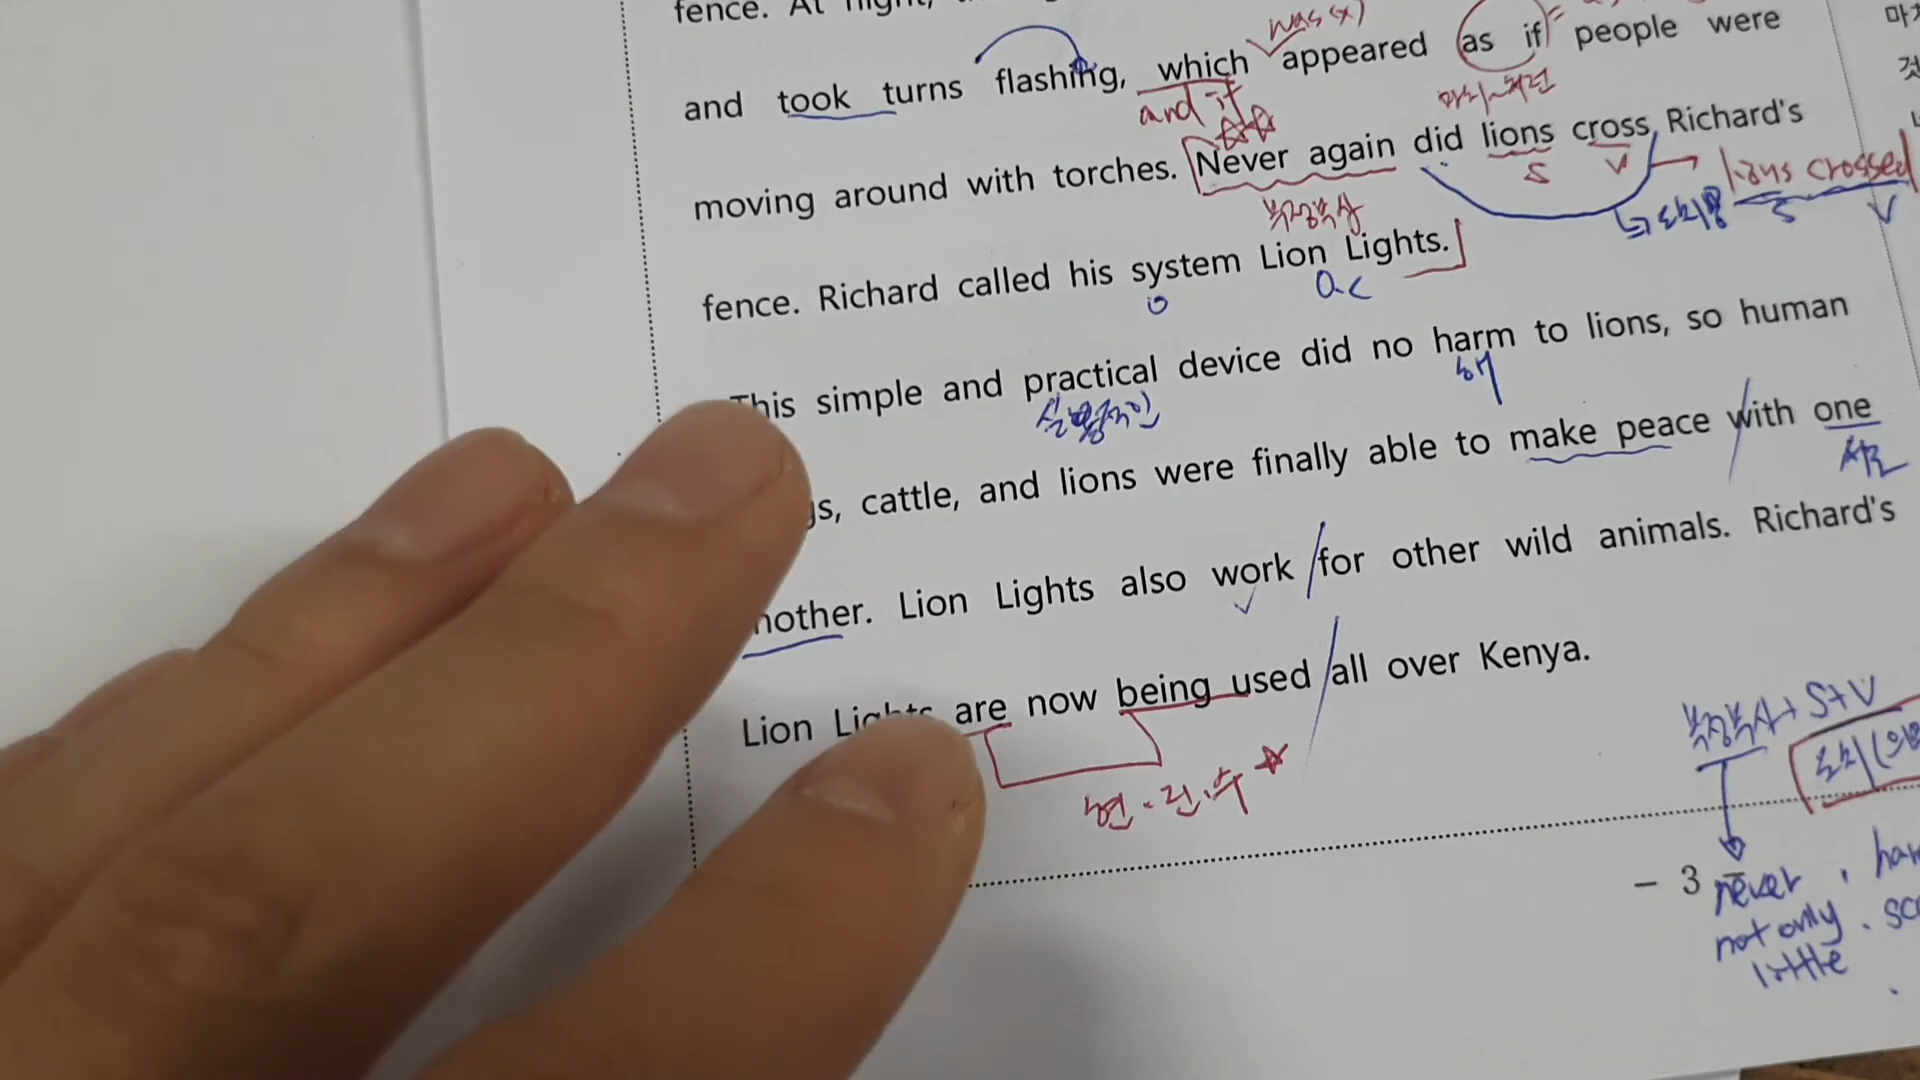 fence. At night,
was (x)
and took turns flashing, which appeared as if people were
and it
마치~처럼
moving around with torches. Never again did lions cross Richard's
S V
lions crossed
부정부사
S V
fence. Richard called his system Lion Lights.
O O.C
This simple and practical device did no harm to lions, so human
실용적인
해
s, cattle, and lions were finally able to make peace with one
서로
nother. Lion Lights also work for other wild animals. Richard's
Lion Lights are now being used all over Kenya.
현.진.수
부정부사+S+V
도치
- 3
never,
not only.
little